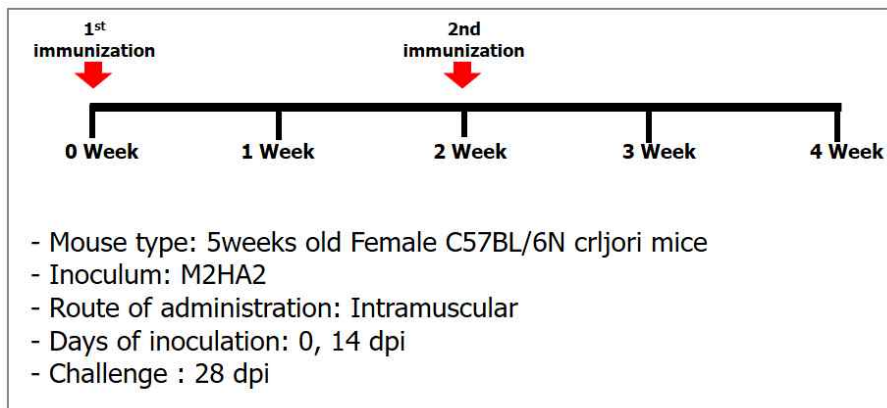 1st
immunization
2nd
immunization
0 Week
1 Week
2 Week
3 Week
4 Week
- Mouse type: 5weeks old Female C57BL/6N crljori mice
- Inoculum: M2HA2
- Route of administration: Intramuscular
- Days of inoculation: 0, 14 dpi
- Challenge : 28 dpi